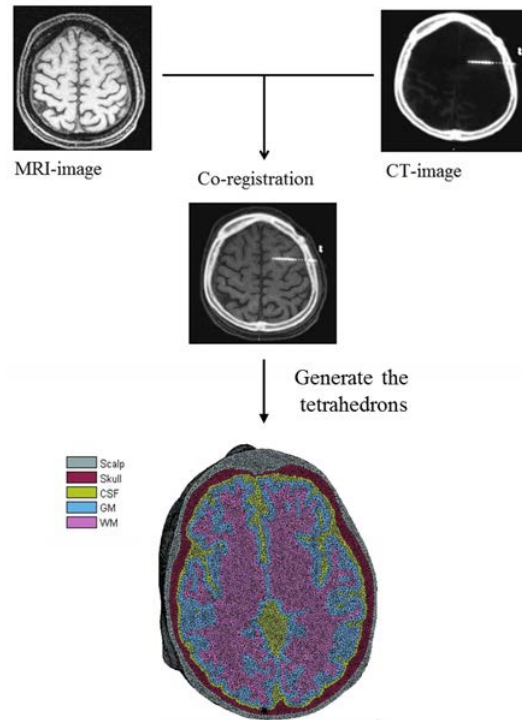 t
MRI-image
CT-image
Co-registration
t
Generate the
tetrahedrons
Scalp
Skull
CSF
GM
WM